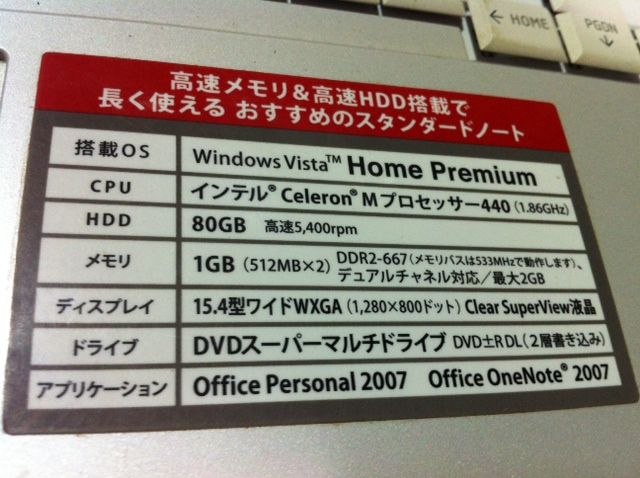 ← HOME
PGDN
↓
高速メモリ&高速HDD搭載で
長く使える おすすめのスタンダードノート
搭載OS Windows Vista™ Home Premium
CPU インテル® Celeron® M プロセッサー440 (1.86GHz)
HDD 80GB 高速5,400rpm
メモリ 1GB (512MB×2) DDR2-667 (メモリバスは533MHzで動作します)、
デュアルチャネル対応/最大2GB
ディスプレイ 15.4型ワイドWXGA (1,280×800ドット) Clear SuperView液晶
ドライブ DVDスーパーマルチドライブ DVD±R DL (2層書き込み)
アプリケーション Office Personal 2007 Office OneNote® 2007